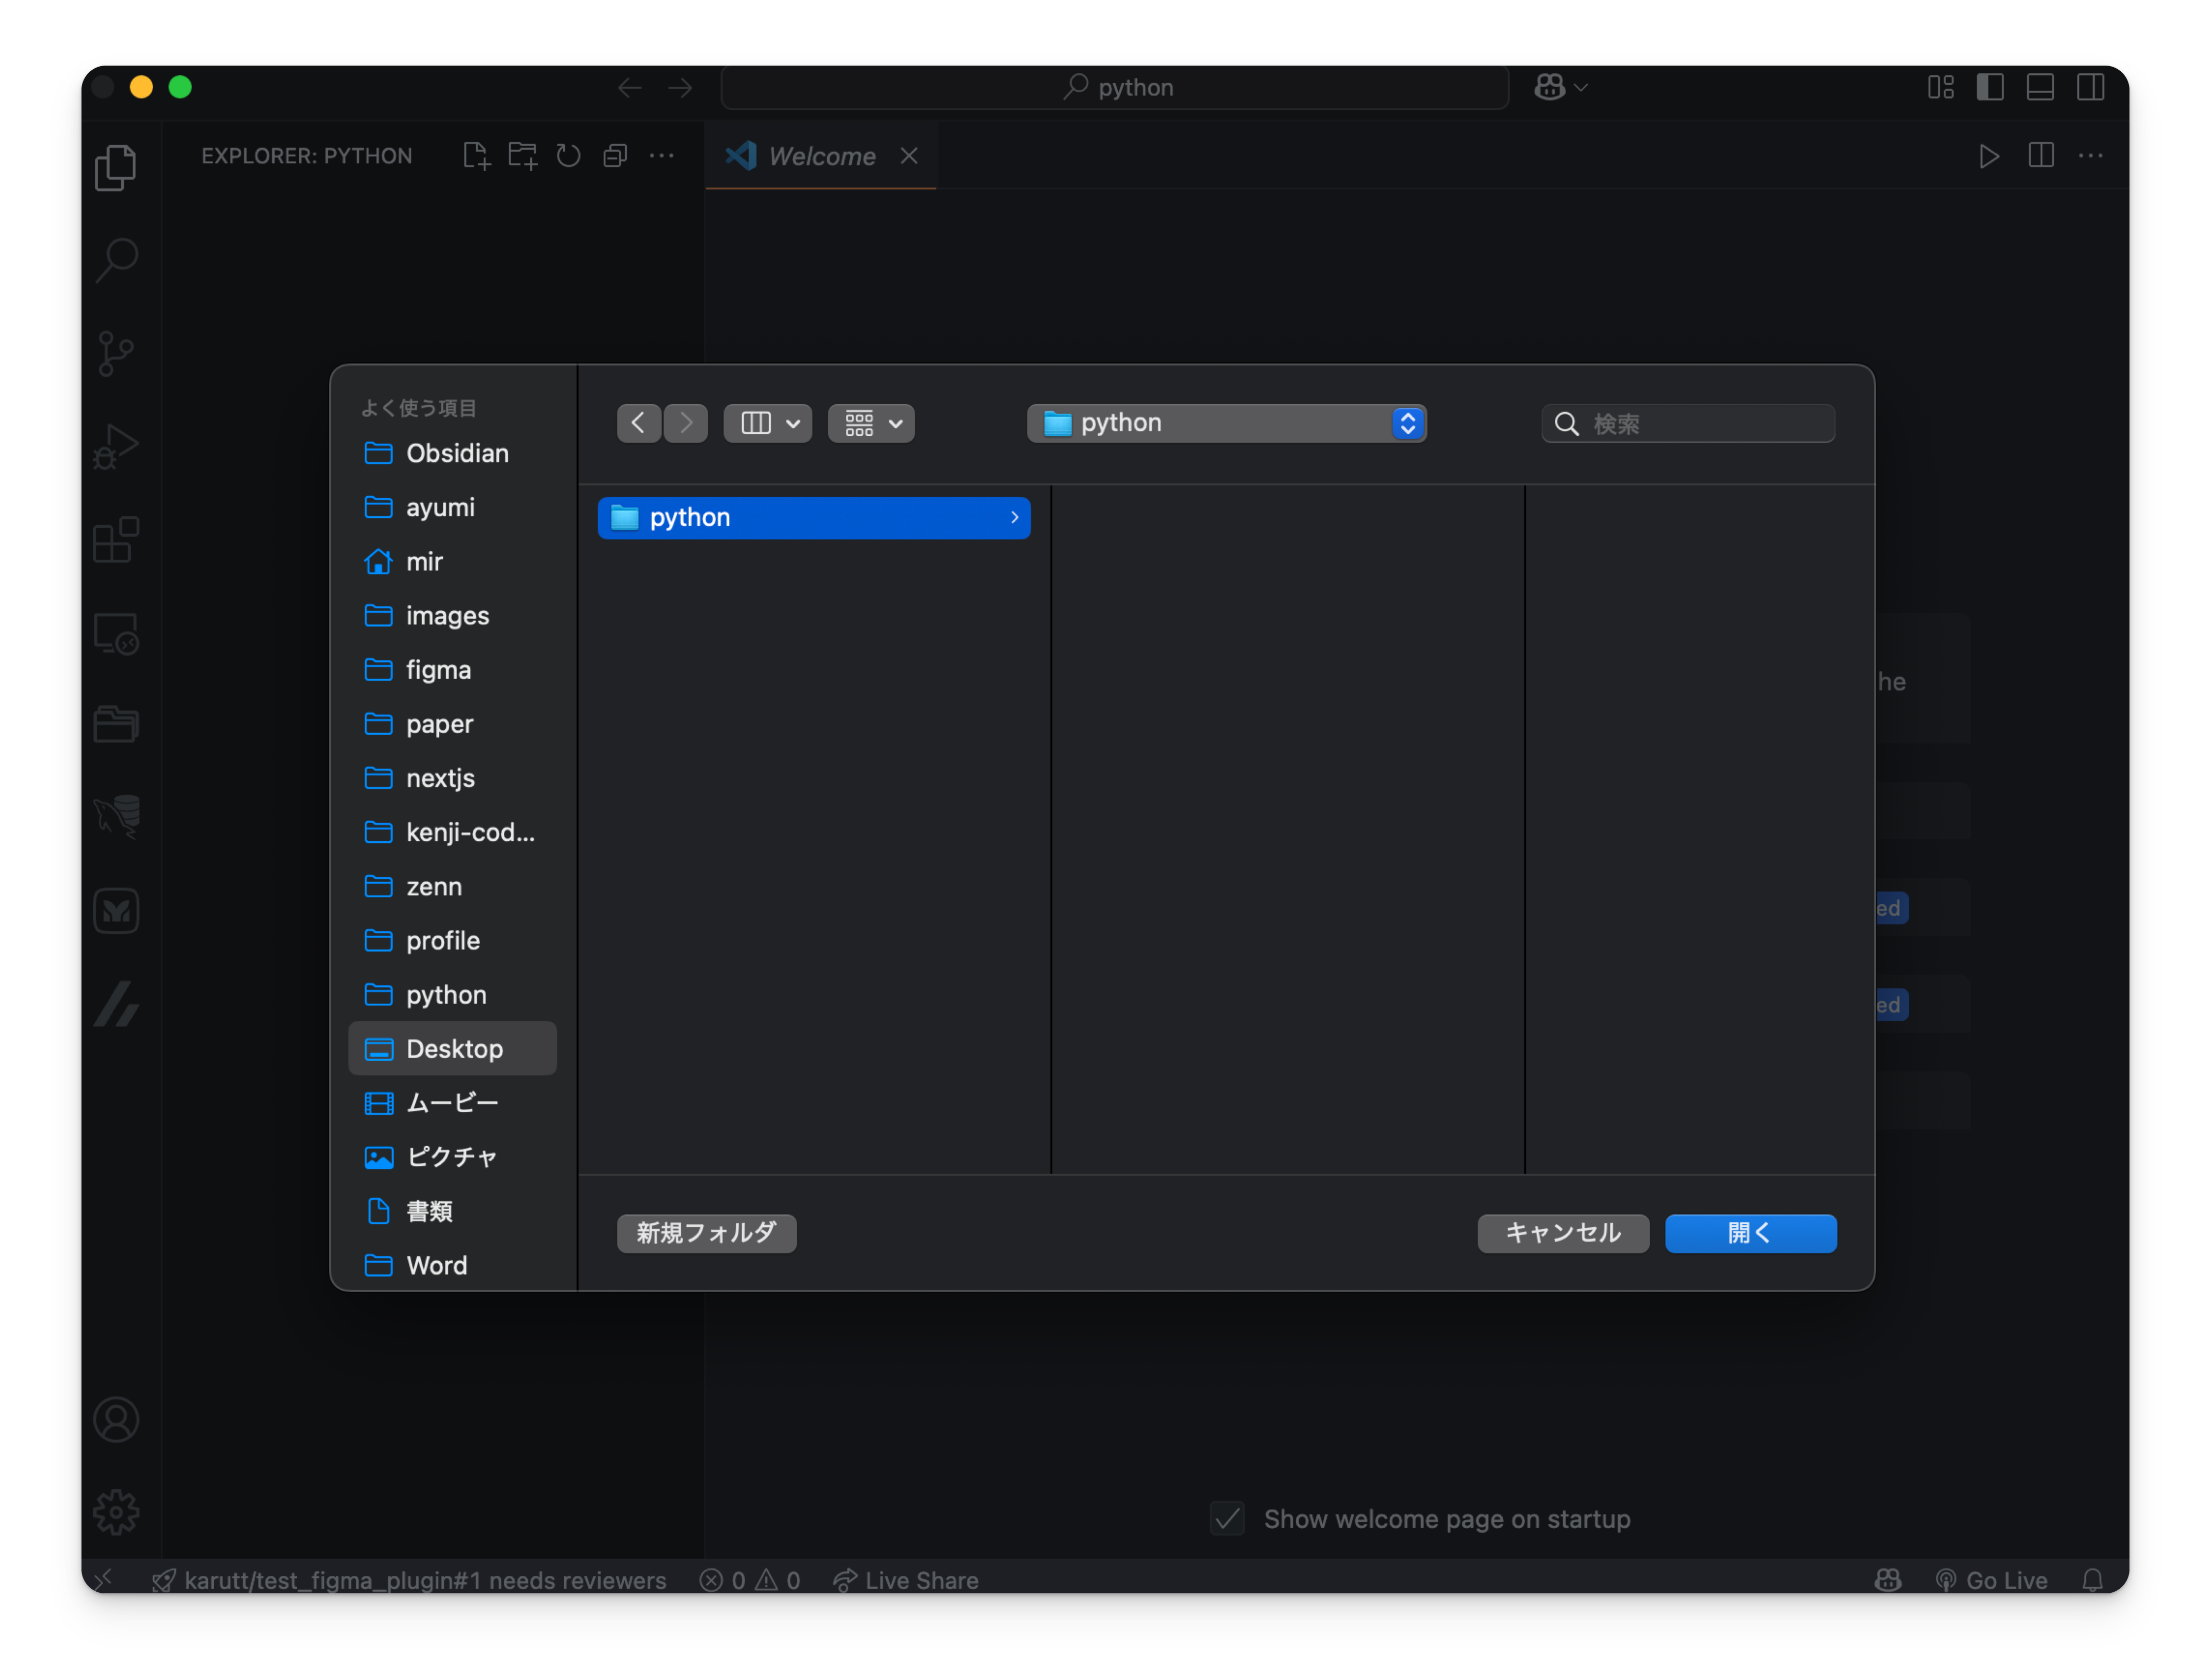 python
EXPLORER: PYTHON
Welcome
よく使う項目
Obsidian
ayumi
mir
images
figma
paper
nextjs
kenji-cod...
zenn
profile
python
Desktop
ムービー
ピクチャ
書類
Word
python
検索
python
he
ed
ed
新規フォルダ
キャンセル
開く
Show welcome page on startup
karutt/test_figma_plugin#1 needs reviewers
0
0
Live Share
Go Live